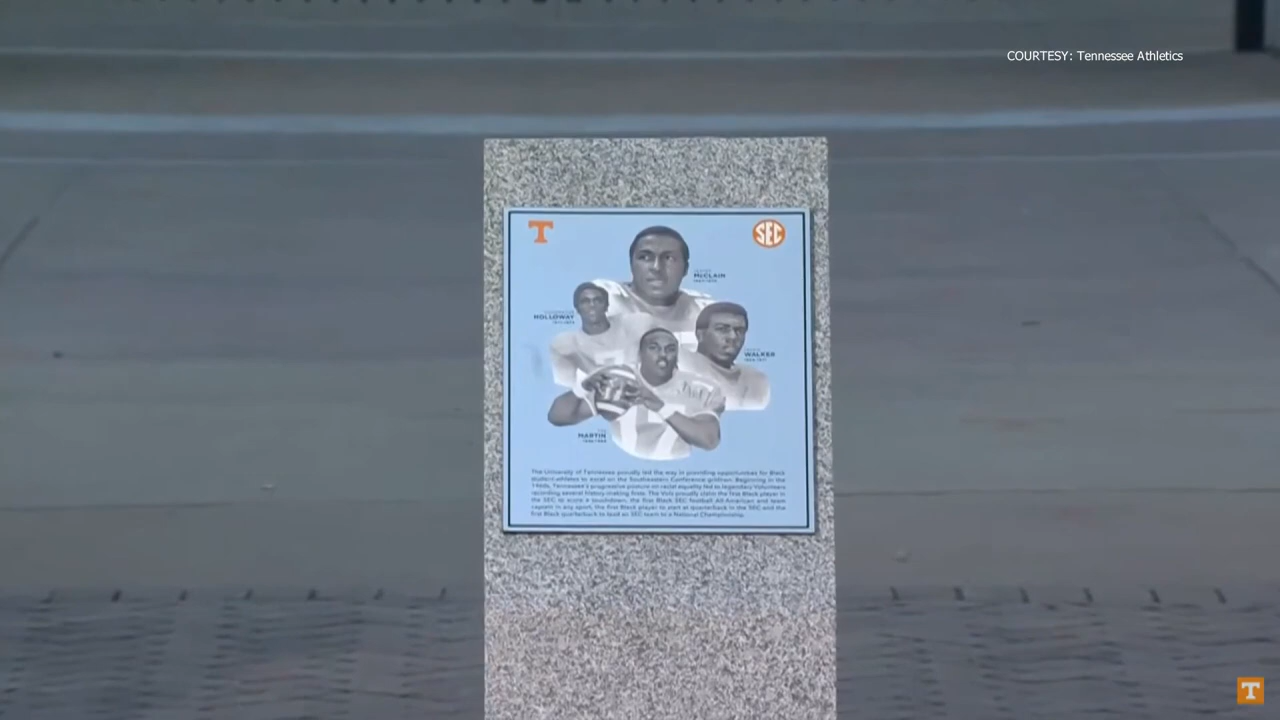 COURTESY: Tennessee Athletics
T
SEC
McCLAIN
HOLLOWAY
WALKER
MARTIN
The University of Tennessee proudly led the way in providing opportunities for Black
student-athletes to excel on the Southeastern Conference gridiron. Beginning in the
1960s, Tennessee's progressive posture on racial equality led to legendary Volunteers
recording several history-making firsts. The Vols proudly claim the first Black player in
the SEC to score a touchdown, the first Black SEC football All-American and team
captain in any sport, the first Black player to start at quarterback in the SEC and the
first Black quarterback to lead an SEC team to a National Championship.
T